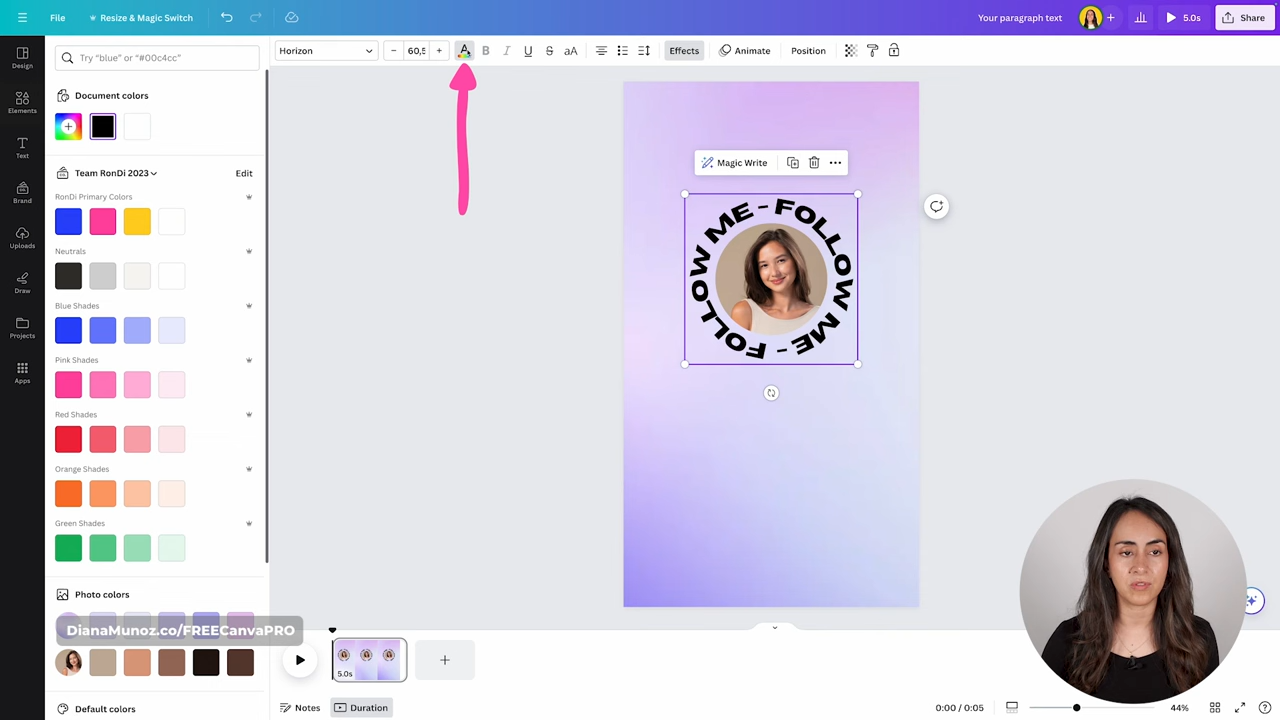 File
Resize & Magic Switch
Your paragraph text
5.0s
Share
Design
Elements
Text
Brand
Uploads
Draw
Projects
Apps
Try "blue" or "#00c4cc"
Document colors
Team RonDi 2023
Edit
RonDi Primary Colors
Neutrals
Blue Shades
Pink Shades
Red Shades
Orange Shades
Green Shades
Photo colors
DianaMunoz.co/FREECanvaPRO
Default colors
Horizon
– 60,5 +
A
B
I
U
S
aA
Effects
Animate
Position
Magic Write
FOLLOW ME - FOLLOW ME - FOLLOW ME -
5.0s
Notes
Duration
0:00 / 0:05
44%